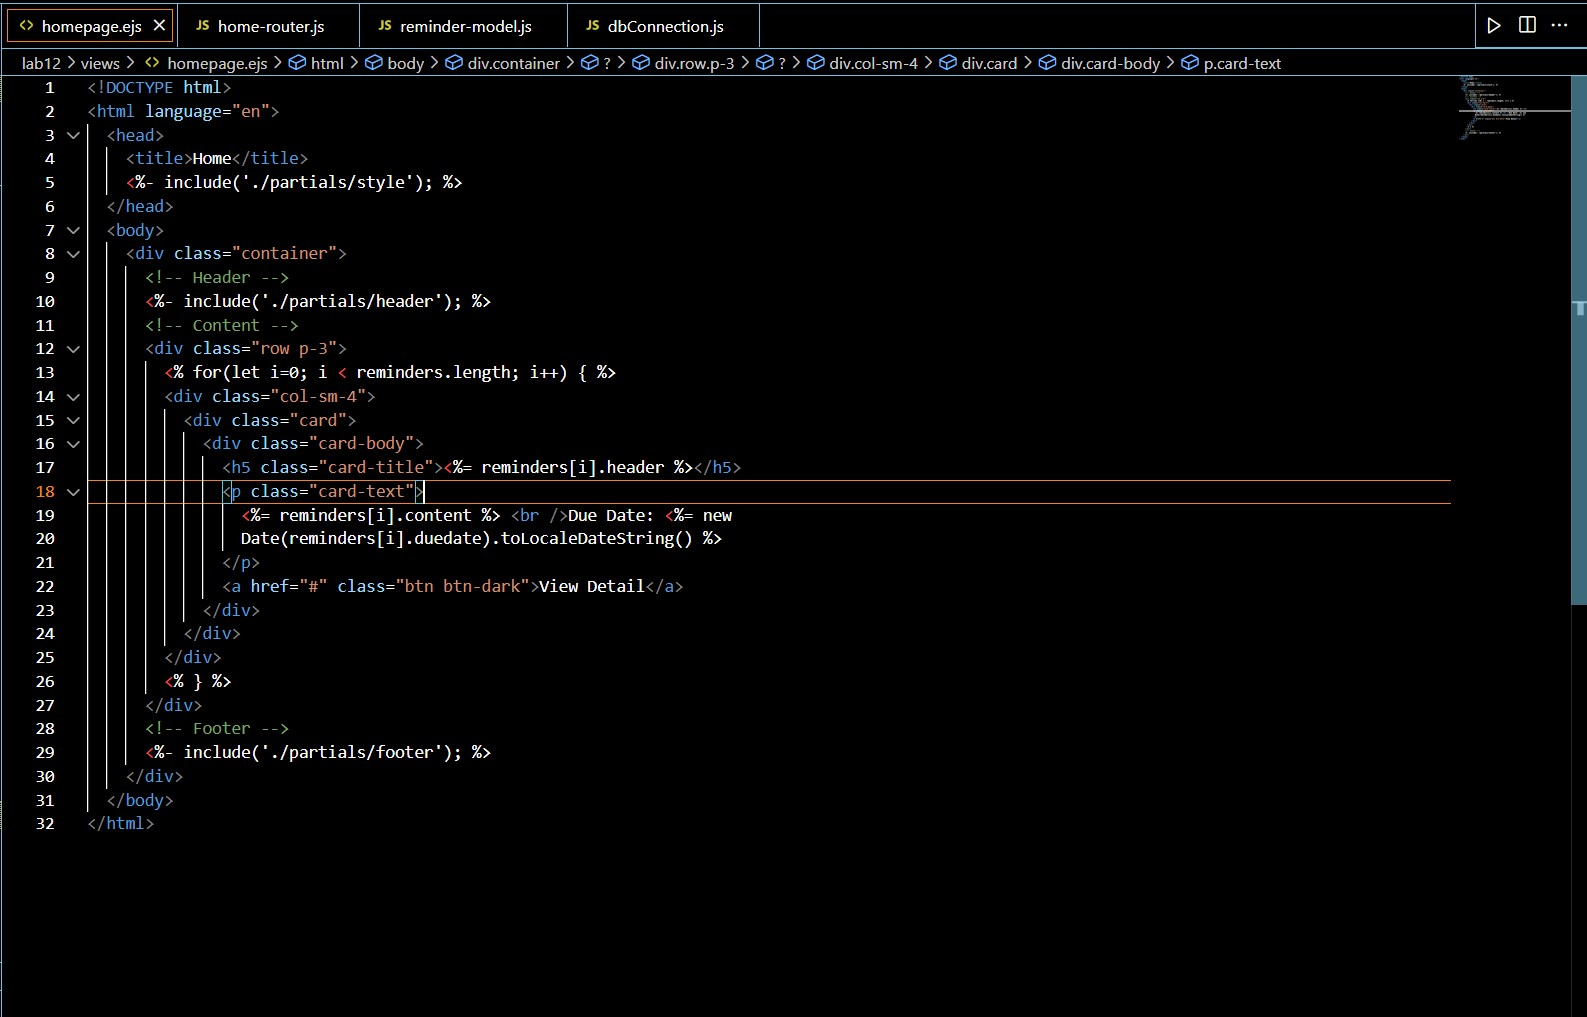 homepage.ejs
JS home-router.js
JS reminder-model.js
JS dbConnection.js
lab12 > views > <> homepage.ejs > html > body > div.container > ? > div.row.p-3 > ? > div.col-sm-4 > div.card > div.card-body > p.card-text
1 <!DOCTYPE html>
2 <html language="en">
3 <head>
4 <title>Home</title>
5 <%- include('./partials/style'); %>
6 </head>
7 <body>
8 <div class="container">
9 <!-- Header -->
10 <%- include('./partials/header'); %>
11 <!-- Content -->
12 <div class="row p-3">
13 <% for(let i=0; i < reminders.length; i++) { %>
14 <div class="col-sm-4">
15 <div class="card">
16 <div class="card-body">
17 <h5 class="card-title"><%= reminders[i].header %></h5>
18 <p class="card-text">
19 <%= reminders[i].content %> <br />Due Date: <%= new
20 Date(reminders[i].duedate).toLocaleDateString() %>
21 </p>
22 <a href="#" class="btn btn-dark">View Detail</a>
23 </div>
24 </div>
25 </div>
26 <% } %>
27 </div>
28 <!-- Footer -->
29 <%- include('./partials/footer'); %>
30 </div>
31 </body>
32 </html>